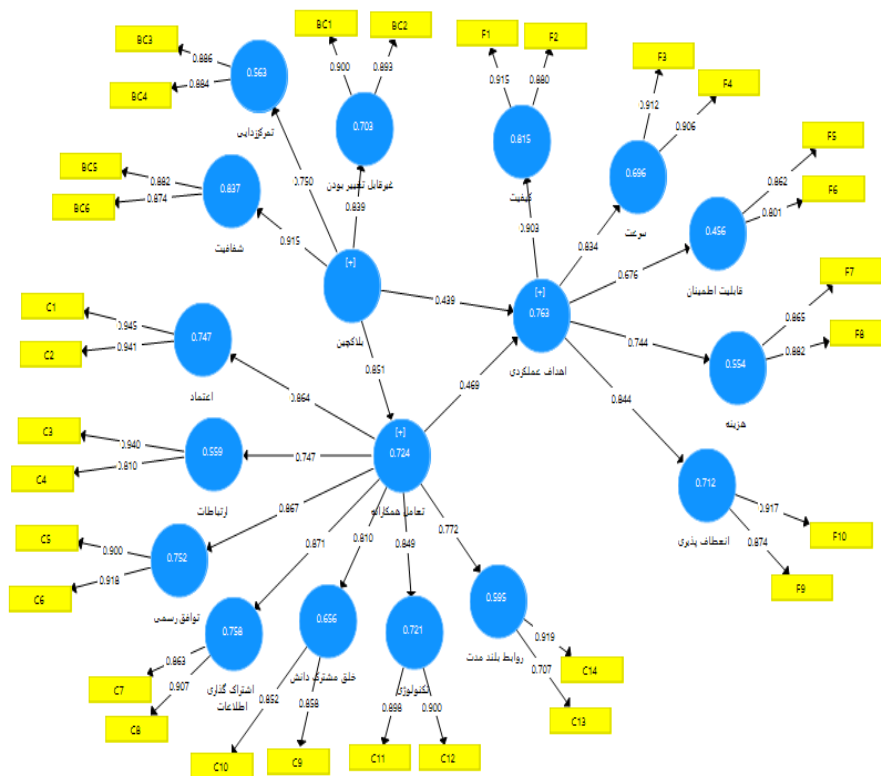 BC3
BC4
0.886
0.884
0.563
تمرکززدایی
BC1
BC2
0.900
0.893
0.703
غیرقابل تغییر بودن
BC5
BC6
0.882
0.874
0.837
شفافیت
0.750
0.839
0.915
[+]
بلاکچین
0.439
0.851
F1
F2
0.915
0.880
0.815
کیفیت
F3
F4
0.912
0.906
0.696
سرعت
F5
F6
0.862
0.801
0.456
قابلیت اطمینان
F7
F8
0.865
0.882
0.554
هزینه
F10
F9
0.917
0.874
0.712
انعطاف پذیری
0.903
0.834
0.676
0.744
0.844
[+]
0.763
اهداف عملکردی
0.469
[+]
0.724
تعامل همکارانه
C1
C2
0.945
0.941
0.747
اعتماد
0.864
C3
C4
0.940
0.810
0.559
ارتباطات
0.747
C5
C6
0.900
0.918
0.752
توافق رسمی
0.867
C7
C8
0.863
0.907
0.758
اشتراک گذاری
اطلاعات
0.871
C10
C9
0.852
0.858
0.656
خلق مشترک دانش
0.810
C11
C12
0.898
0.900
0.721
تکنولوژی
0.849
C14
C13
0.919
0.707
0.595
روابط بلند مدت
0.772